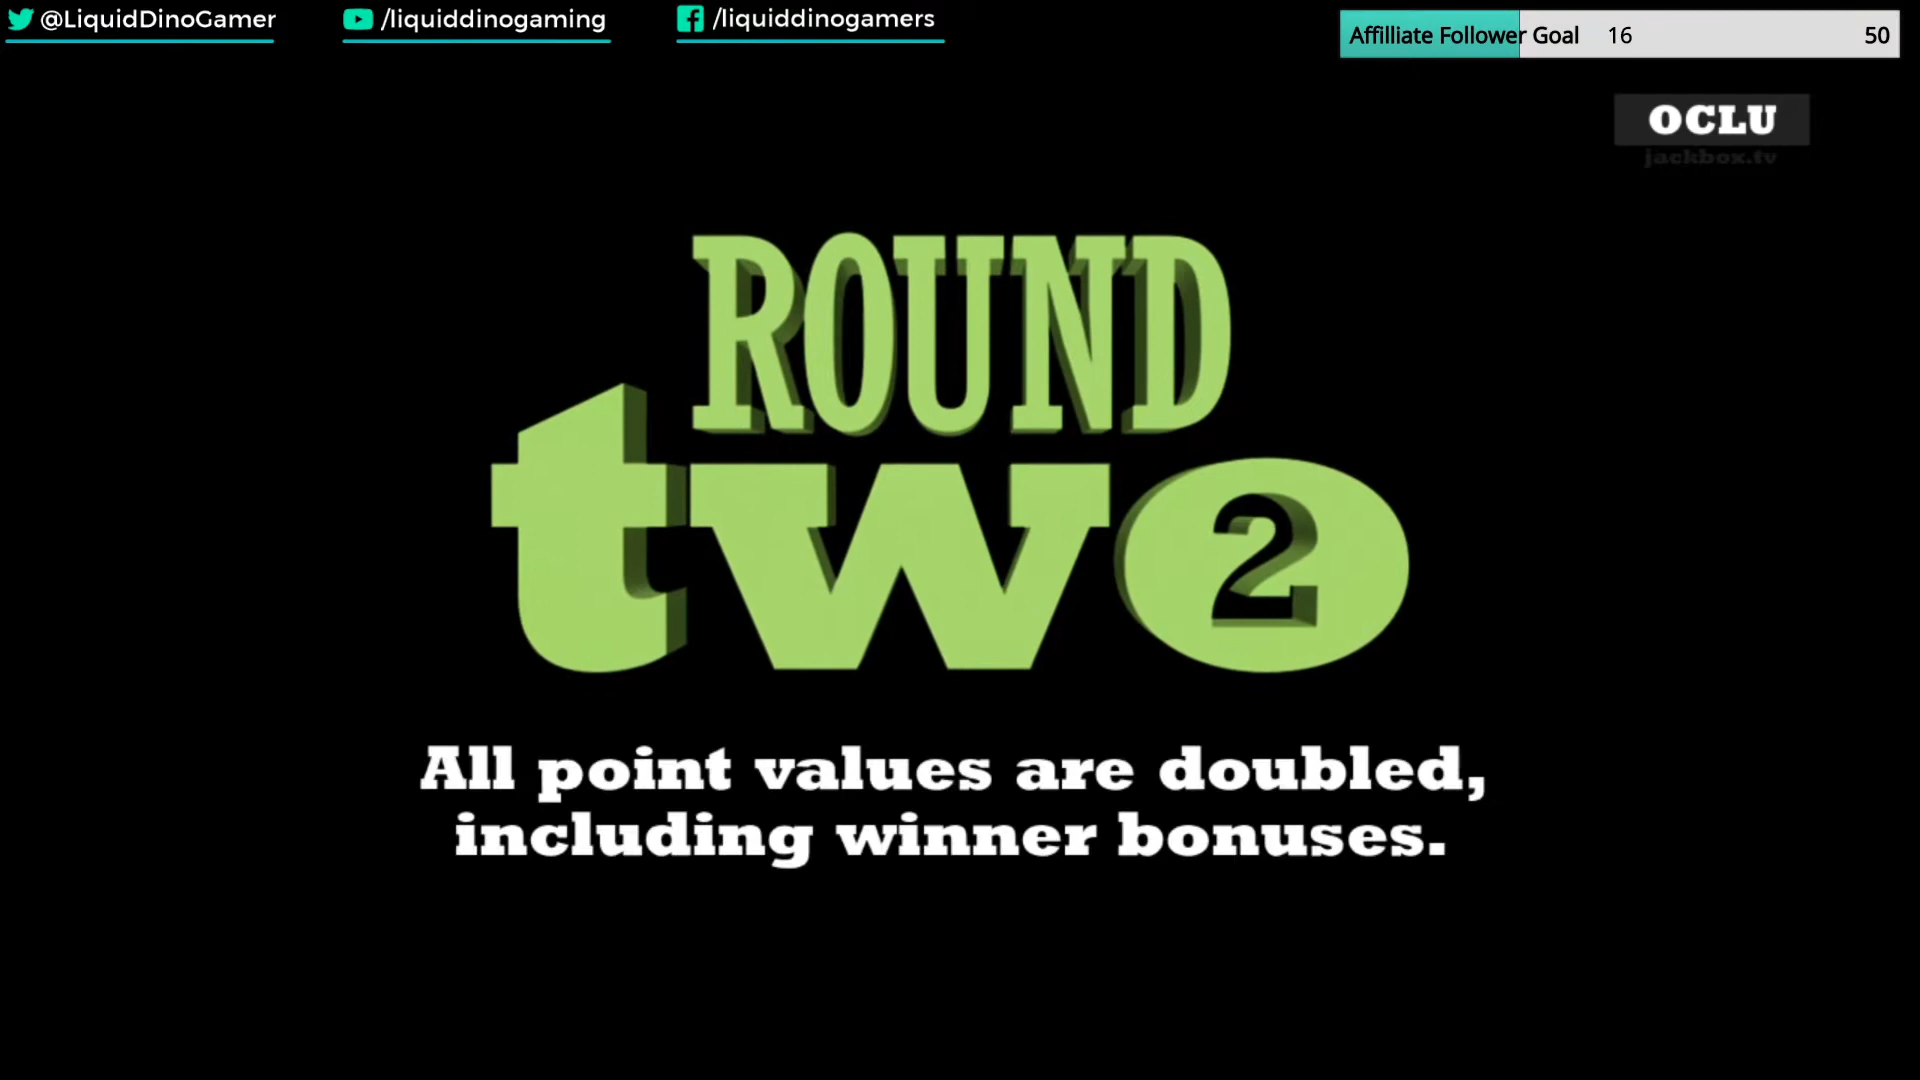 @LiquidDinoGamer /liquiddinogaming /liquiddinogamers
Affilliate Follower Goal 16 50
OCLU
jackbox.tv
ROUND
two
2
All point values are doubled,
including winner bonuses.